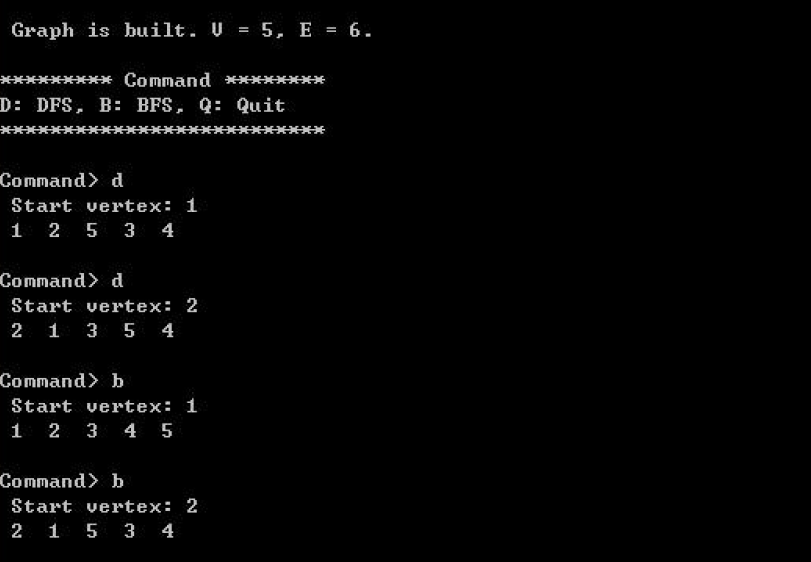 Graph is built. V = 5, E = 6.
********* Command ********
D: DFS, B: BFS, Q: Quit
**************************
Command> d
Start vertex: 1
1 2 5 3 4
Command> d
Start vertex: 2
2 1 3 5 4
Command> b
Start vertex: 1
1 2 3 4 5
Command> b
Start vertex: 2
2 1 5 3 4